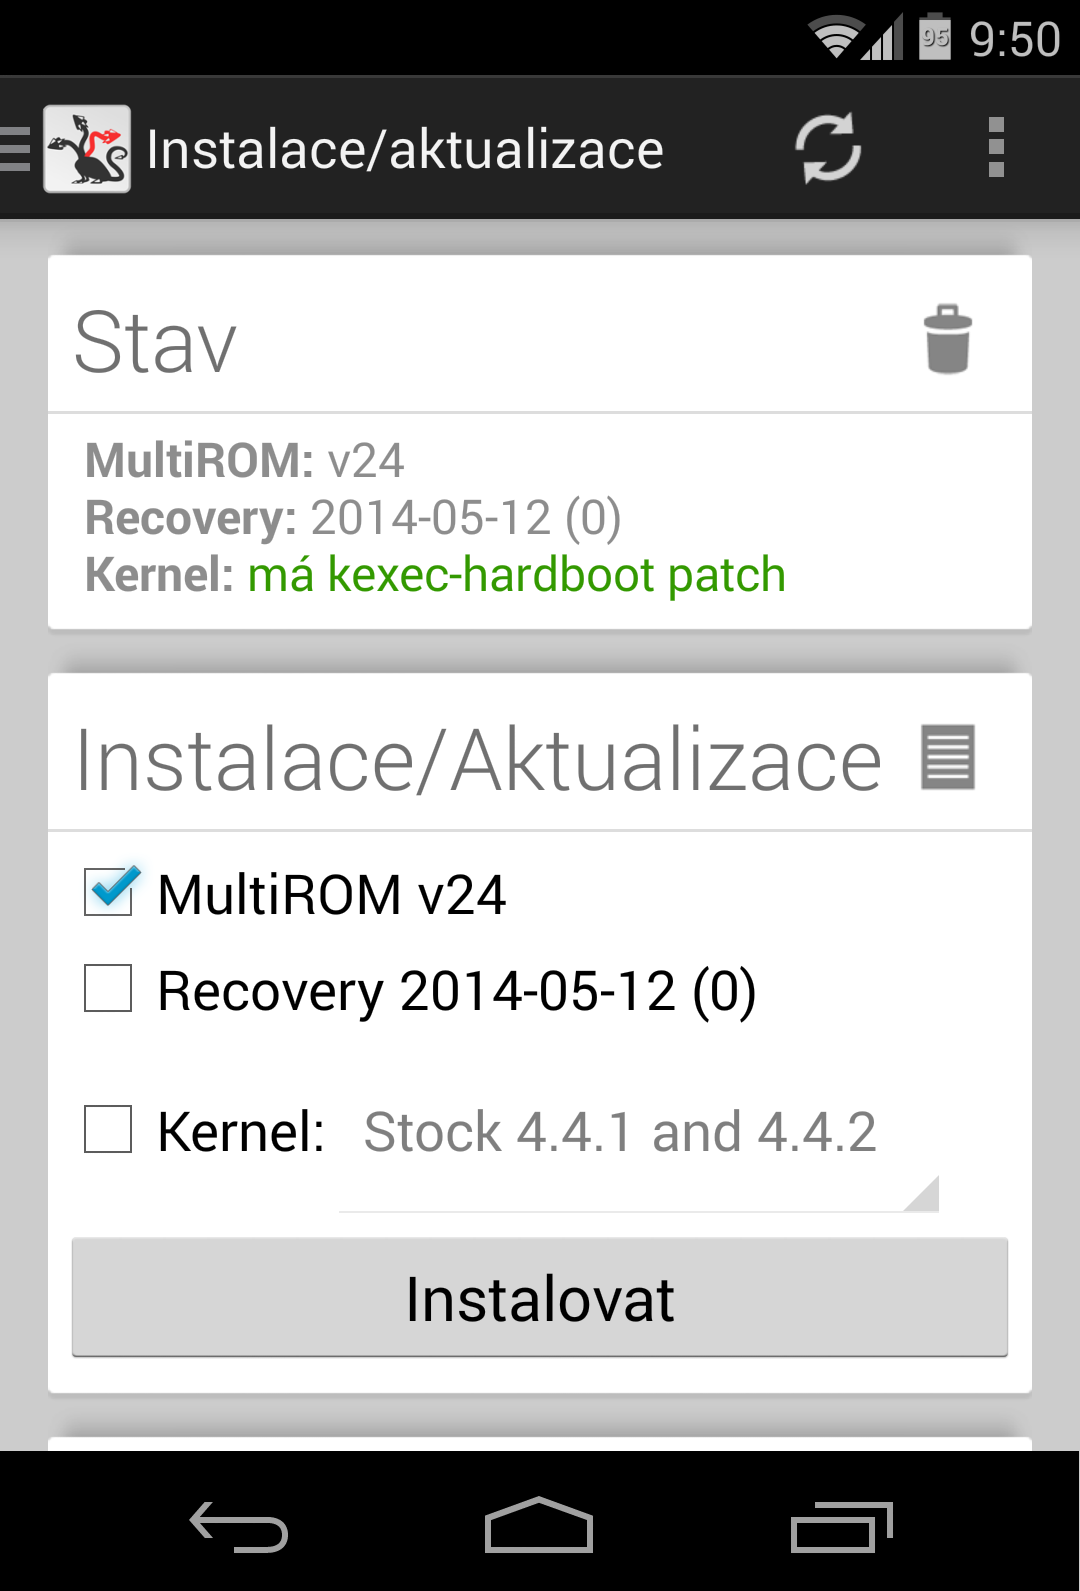 95 9:50
Instalace/aktualizace
Stav
MultiROM: v24
Recovery: 2014-05-12 (0)
Kernel: má kexec-hardboot patch
Instalace/Aktualizace
MultiROM v24
Recovery 2014-05-12 (0)
Kernel: Stock 4.4.1 and 4.4.2
Instalovat